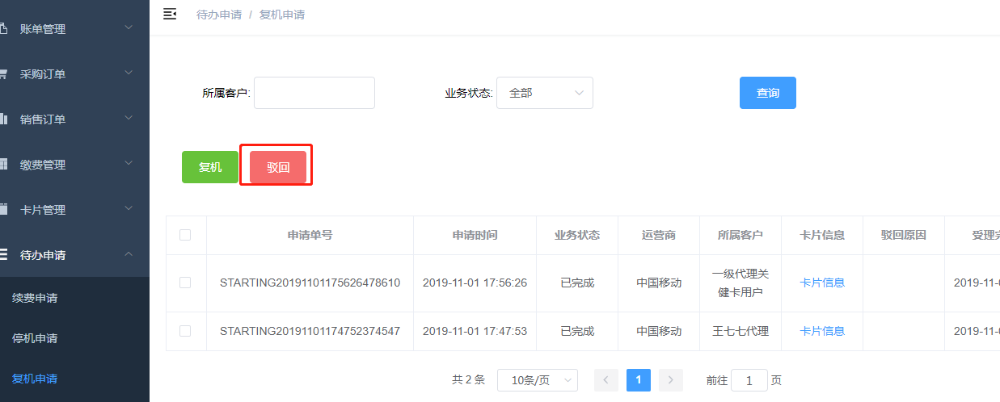 待办申请 / 复机申请
账单管理
采购订单
销售订单
缴费管理
卡片管理
待办申请
续费申请
停机申请
复机申请
所属客户: 业务状态: 全部 查询
复机 驳回
申请单号 申请时间 业务状态 运营商 所属客户 卡片信息 驳回原因 受理
STARTING20191101175626478610 2019-11-01 17:56:26 已完成 中国移动 一级代理关健卡用户 卡片信息 2019-11-
STARTING20191101174752374547 2019-11-01 17:47:53 已完成 中国移动 王七七代理 卡片信息 2019-11-
共 2 条 10条/页 1 前往 1 页